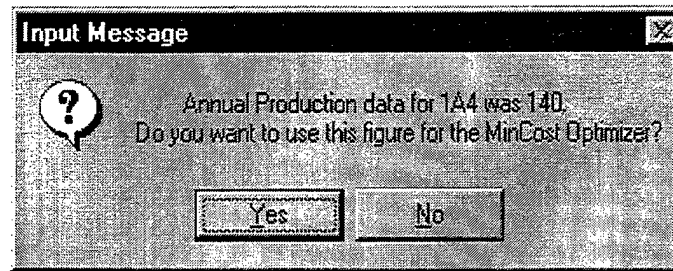 Input Message
Annual Production data for 1A4 was 140.
Do you want to use this figure for the MinCost Optimizer?
Yes
No